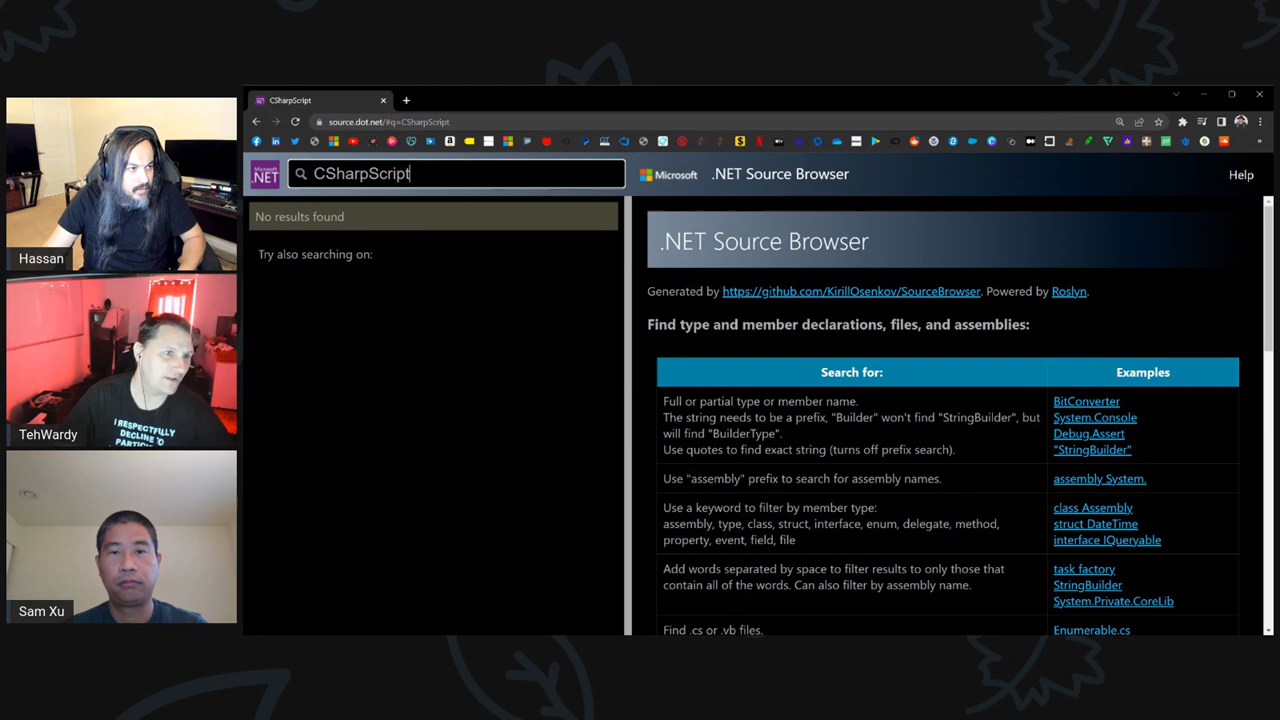 Hassan
TehWardy
I RESPECTFULLY
DECLINE TO
Sam Xu
CSharpScript
source.dot.net/#q=CSharpScript
Microsoft
.NET
CSharpScript
Microsoft
.NET Source Browser
Help
No results found
Try also searching on:
.NET Source Browser
Generated by https://github.com/KirillOsenkov/SourceBrowser. Powered by Roslyn.
Find type and member declarations, files, and assemblies:
Search for: Examples
Full or partial type or member name.
The string needs to be a prefix, "Builder" won't find "StringBuilder", but
will find "BuilderType".
Use quotes to find exact string (turns off prefix search).
BitConverter
System.Console
Debug.Assert
"StringBuilder"
Use "assembly" prefix to search for assembly names.
assembly System.
Use a keyword to filter by member type:
assembly, type, class, struct, interface, enum, delegate, method,
property, event, field, file
class Assembly
struct DateTime
interface IQueryable
Add words separated by space to filter results to only those that
contain all of the words. Can also filter by assembly name.
task factory
StringBuilder
System.Private.CoreLib
Find .cs or .vb files.
Enumerable.cs